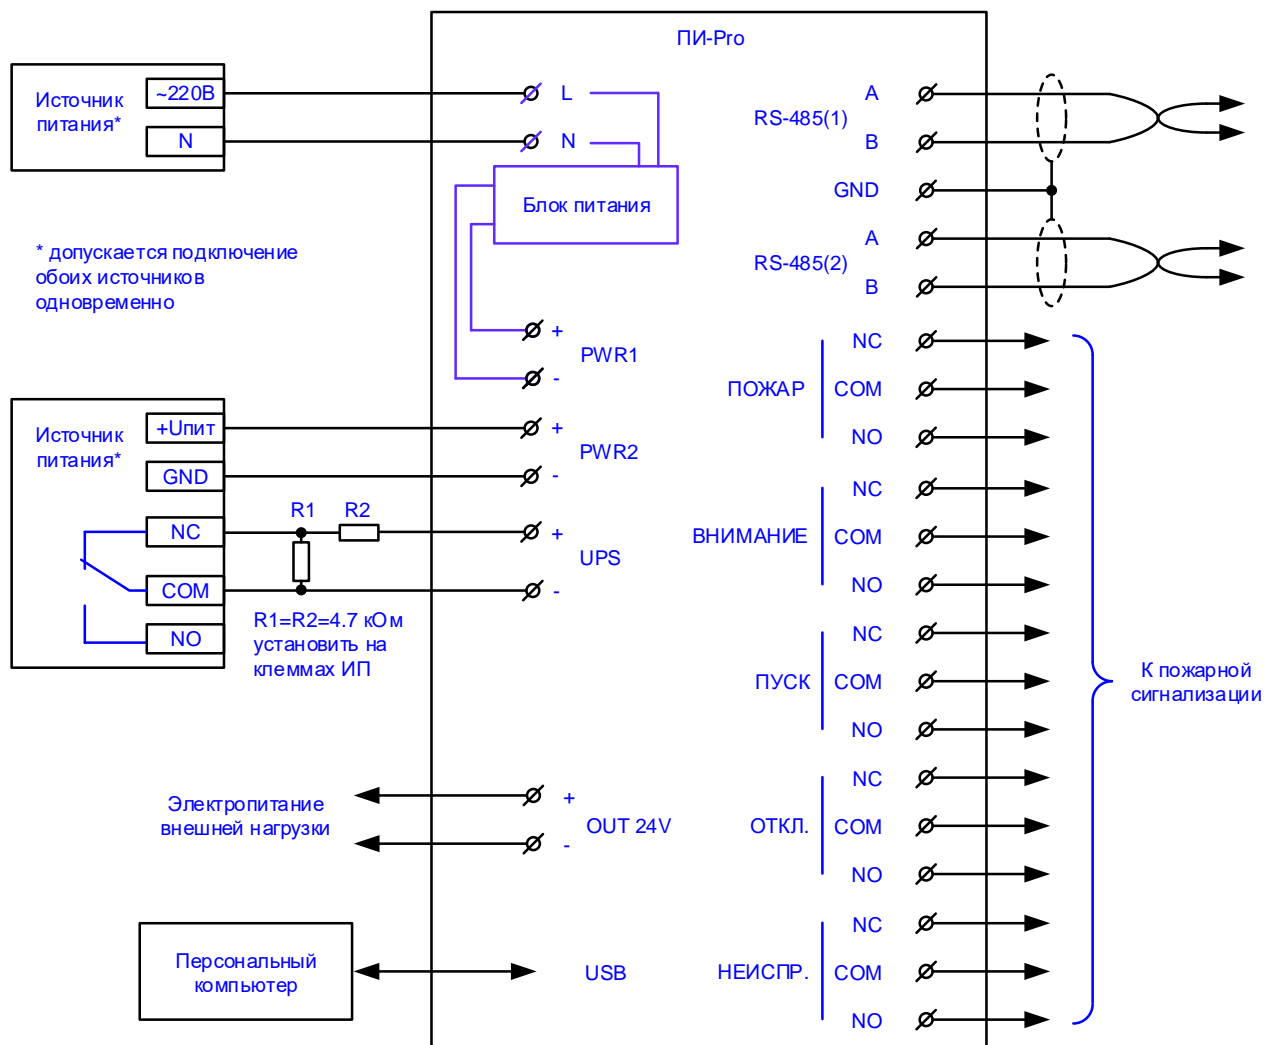 ПИ-Pro
Источник
питания*
~220В
N
L
N
Блок питания
* допускается подключение
обоих источников
одновременно
+
PWR1
-
Источник
питания*
+Uпит
GND
NC
COM
NO
R1
R2
R1=R2=4.7 кОм
установить на
клеммах ИП
+
PWR2
-
+
UPS
-
Электропитание
внешней нагрузки
+
OUT 24V
-
Персональный
компьютер
USB
A
RS-485(1)
B
GND
A
RS-485(2)
B
NC
ПОЖАР
COM
NO
NC
ВНИМАНИЕ
COM
NO
NC
ПУСК
COM
NO
NC
ОТКЛ.
COM
NO
NC
НЕИСПР.
COM
NO
К пожарной
сигнализации